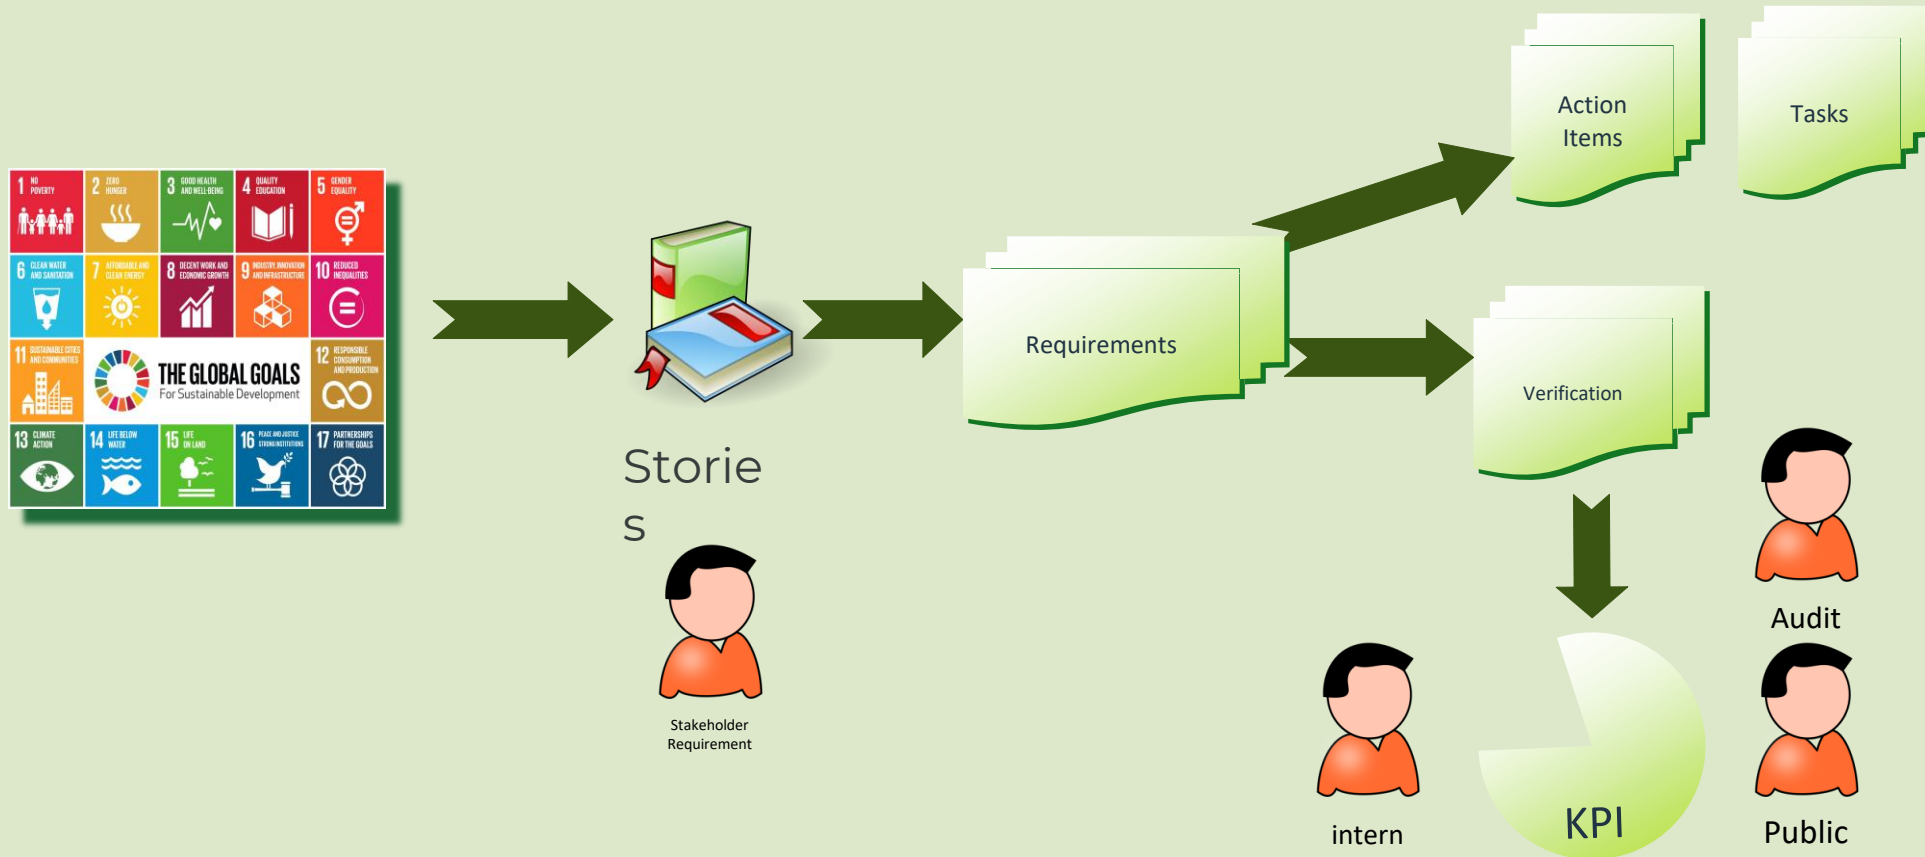 1 NO
POVERTY
2 ZERO
HUNGER
3 GOOD HEALTH
AND WELL-BEING
4 QUALITY
EDUCATION
5 GENDER
EQUALITY
6 CLEAN WATER
AND SANITATION
7 AFFORDABLE AND
CLEAN ENERGY
8 DECENT WORK AND
ECONOMIC GROWTH
9 INDUSTRY, INNOVATION
AND INFRASTRUCTURE
10 REDUCED
INEQUALITIES
11 SUSTAINABLE CITIES
AND COMMUNITIES
THE GLOBAL GOALS
For Sustainable Development
12 RESPONSIBLE
CONSUMPTION
AND PRODUCTION
13 CLIMATE
ACTION
14 LIFE BELOW
WATER
15 LIFE
ON LAND
16 PEACE AND JUSTICE
STRONG INSTITUTIONS
17 PARTNERSHIPS
FOR THE GOALS
Storie
s
Stakeholder
Requirement
Requirements
Action
Items
Tasks
Verification
Audit
intern
KPI
Public